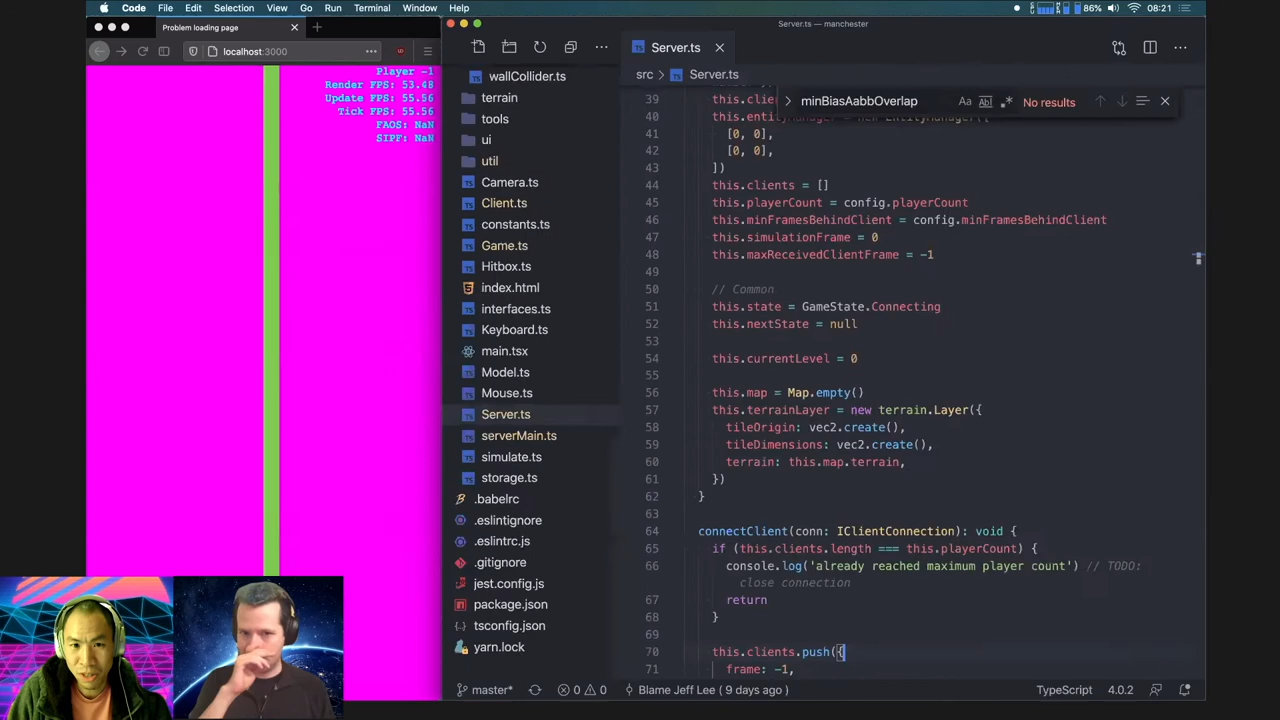 Code File Edit Selection View Go Run Terminal Window Help 86% 08:21
Problem loading page
Server.ts — manchester
localhost:3000
Server.ts
src > Server.ts
minBiasAabbOverlap Aa Abl No results
Player -1
Render FPS: 53.48
Update FPS: 55.56
Tick FPS: 55.56
FAOS: NaN
SIPF: NaN
wallCollider.ts
terrain
tools
ui
util
Camera.ts
Client.ts
constants.ts
Game.ts
Hitbox.ts
index.html
interfaces.ts
Keyboard.ts
main.tsx
Model.ts
Mouse.ts
Server.ts
serverMain.ts
simulate.ts
storage.ts
.babelrc
.eslintignore
.eslintrc.js
.gitignore
jest.config.js
package.json
tsconfig.json
yarn.lock
39 this.clie
40 this.entityManager = new EntityManager([
41 [0, 0],
42 [0, 0],
43 ])
44 this.clients = []
45 this.playerCount = config.playerCount
46 this.minFramesBehindClient = config.minFramesBehindClient
47 this.simulationFrame = 0
48 this.maxReceivedClientFrame = -1
49
50 // Common
51 this.state = GameState.Connecting
52 this.nextState = null
53
54 this.currentLevel = 0
55
56 this.map = Map.empty()
57 this.terrainLayer = new terrain.Layer({
58 tileOrigin: vec2.create(),
59 tileDimensions: vec2.create(),
60 terrain: this.map.terrain,
61 })
62 }
63
64 connectClient(conn: IClientConnection): void {
65 if (this.clients.length === this.playerCount) {
66 console.log('already reached maximum player count') // TODO:
close connection
67 return
68 }
69
70 this.clients.push({
71 frame: -1,
master* 0 0 Blame Jeff Lee ( 9 days ago ) TypeScript 4.0.2